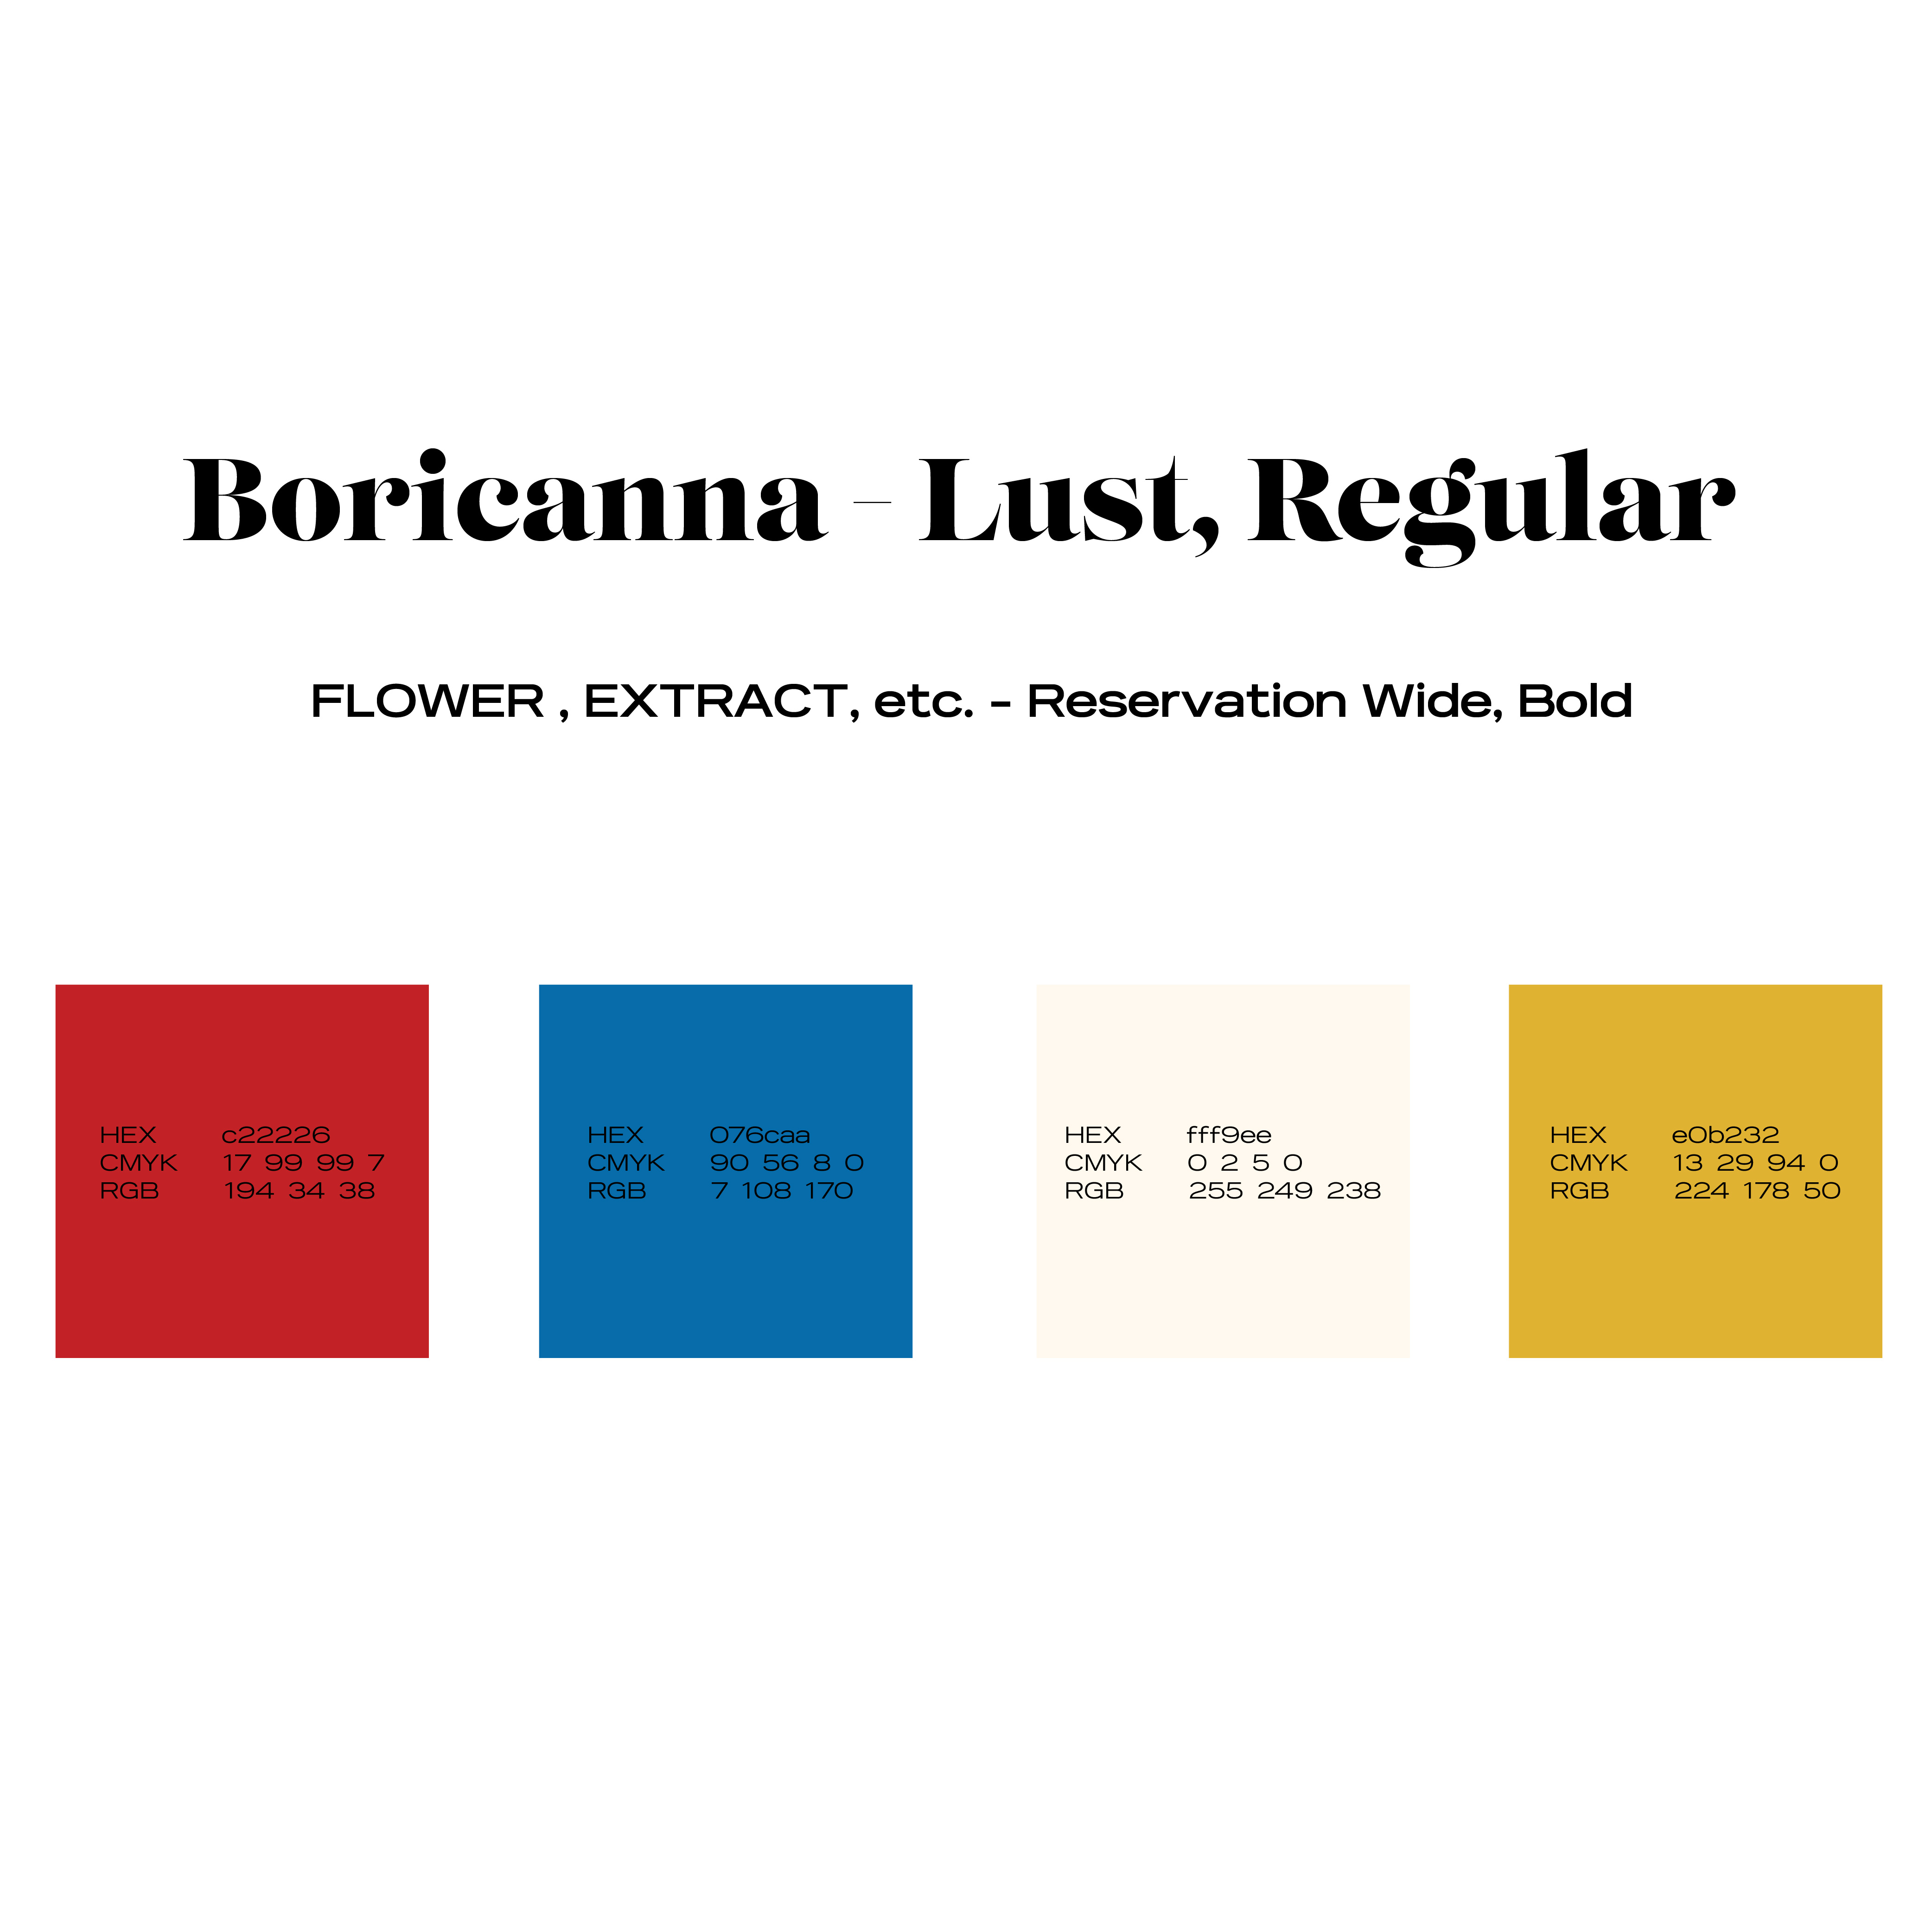 Boricanna – Lust, Regular
FLOWER , EXTRACT, etc. - Reservation Wide, Bold
HEX c22226
CMYK 17 99 99 7
RGB 194 34 38
HEX 076caa
CMYK 90 56 8 0
RGB 7 108 170
HEX fff9ee
CMYK 0 2 5 0
RGB 255 249 238
HEX e0b232
CMYK 13 29 94 0
RGB 224 178 50